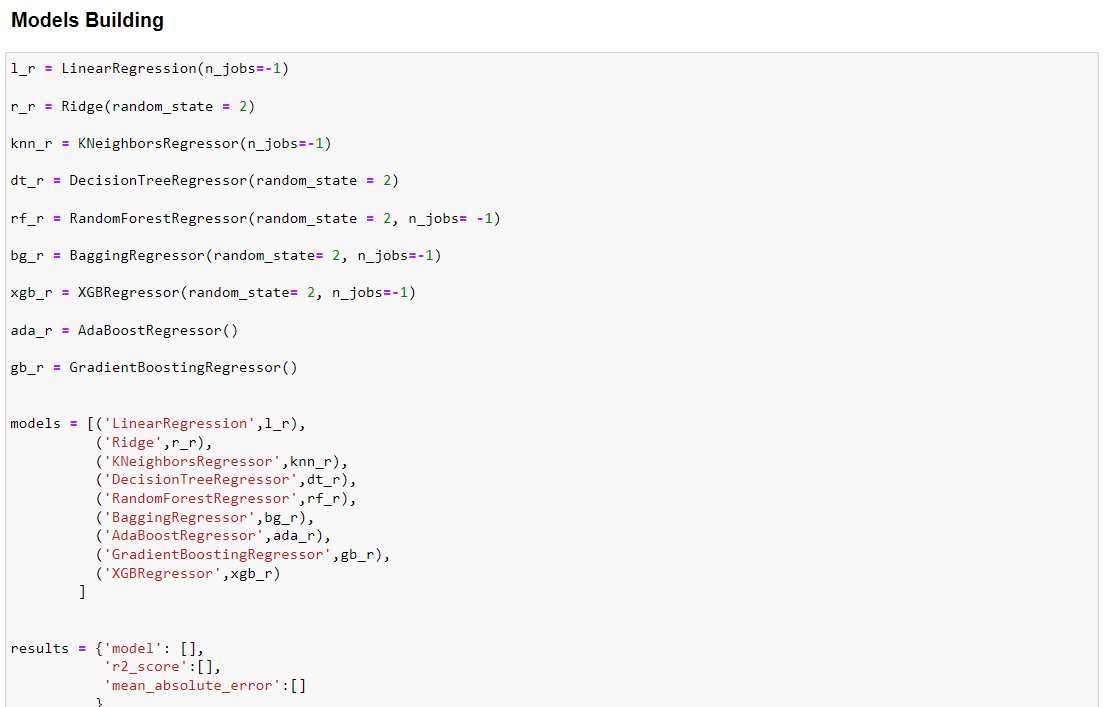 Models Building
l_r = LinearRegression(n_jobs=-1)
r_r = Ridge(random_state = 2)
knn_r = KNeighborsRegressor(n_jobs=-1)
dt_r = DecisionTreeRegressor(random_state = 2)
rf_r = RandomForestRegressor(random_state = 2, n_jobs= -1)
bg_r = BaggingRegressor(random_state= 2, n_jobs=-1)
xgb_r = XGBRegressor(random_state= 2, n_jobs=-1)
ada_r = AdaBoostRegressor()
gb_r = GradientBoostingRegressor()
models = [('LinearRegression',l_r),
('Ridge',r_r),
('KNeighborsRegressor',knn_r),
('DecisionTreeRegressor',dt_r),
('RandomForestRegressor',rf_r),
('BaggingRegressor',bg_r),
('AdaBoostRegressor',ada_r),
('GradientBoostingRegressor',gb_r),
('XGBRegressor',xgb_r)
]
results = {'model': [],
'r2_score':[],
'mean_absolute_error':[]
}